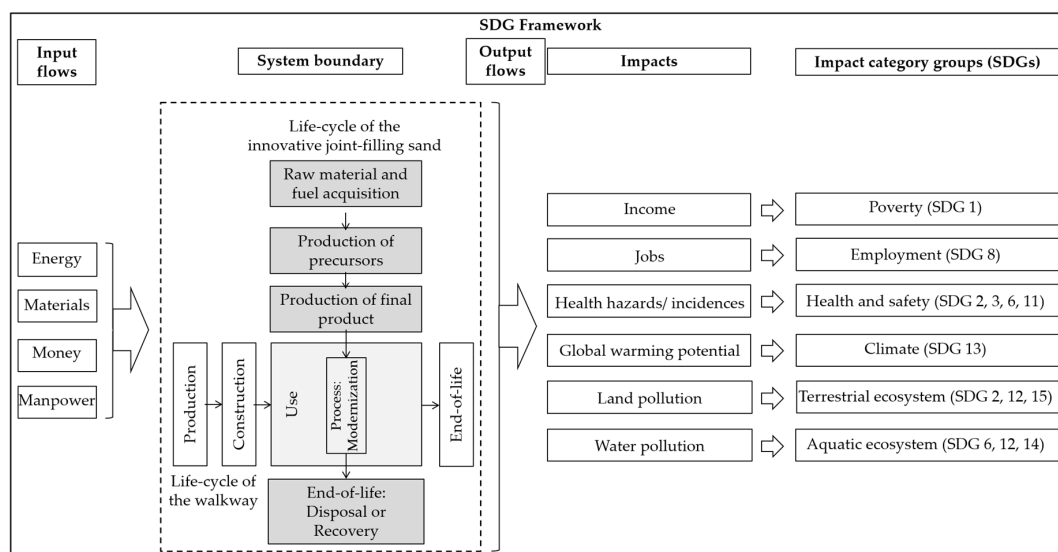 SDG Framework
Input
flows
System boundary
Output
flows
Impacts
Impact category groups (SDGs)
Energy
Materials
Money
Manpower
Life-cycle of the
innovative joint-filling sand
Raw material and
fuel acquisition
Production of
precursors
Production of final
product
Production
Construction
Use
Process:
Modernization
End-of-life
Life-cycle of
the walkway
End-of-life:
Disposal or
Recovery
Income
Poverty (SDG 1)
Jobs
Employment (SDG 8)
Health hazards/ incidences
Health and safety (SDG 2, 3, 6, 11)
Global warming potential
Climate (SDG 13)
Land pollution
Terrestrial ecosystem (SDG 2, 12, 15)
Water pollution
Aquatic ecosystem (SDG 6, 12, 14)